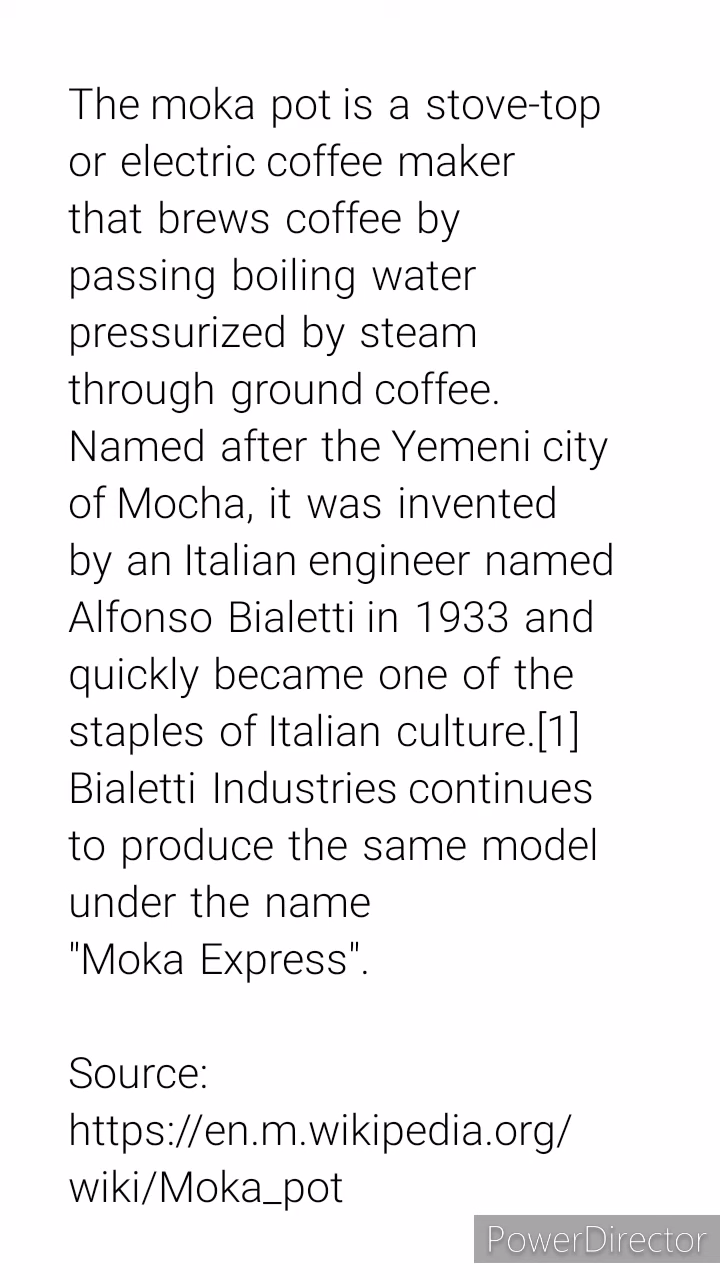 The moka pot is a stove-top
or electric coffee maker
that brews coffee by
passing boiling water
pressurized by steam
through ground coffee.
Named after the Yemeni city
of Mocha, it was invented
by an Italian engineer named
Alfonso Bialetti in 1933 and
quickly became one of the
staples of Italian culture.[1]
Bialetti Industries continues
to produce the same model
under the name
"Moka Express".
Source:
https://en.m.wikipedia.org/
wiki/Moka_pot
PowerDirector